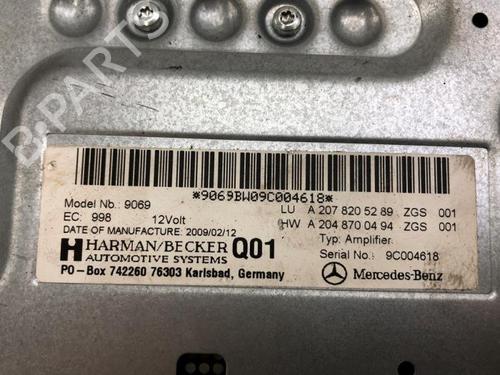 *9069BW09C004618*
Model Nb.: 9069
LU A 207 820 52 89 ZGS 001
EC: 998 12Volt
HW A 204 870 04 94 ZGS 001
DATE OF MANUFACTURE: 2009/02/12
Typ: Amplifier
HARMAN/BECKER Q01
AUTOMOTIVE SYSTEMS
Serial No.: 9C004618
PO-Box 742260 76303 Karlsbad, Germany
Mercedes-Benz
B-PARTS